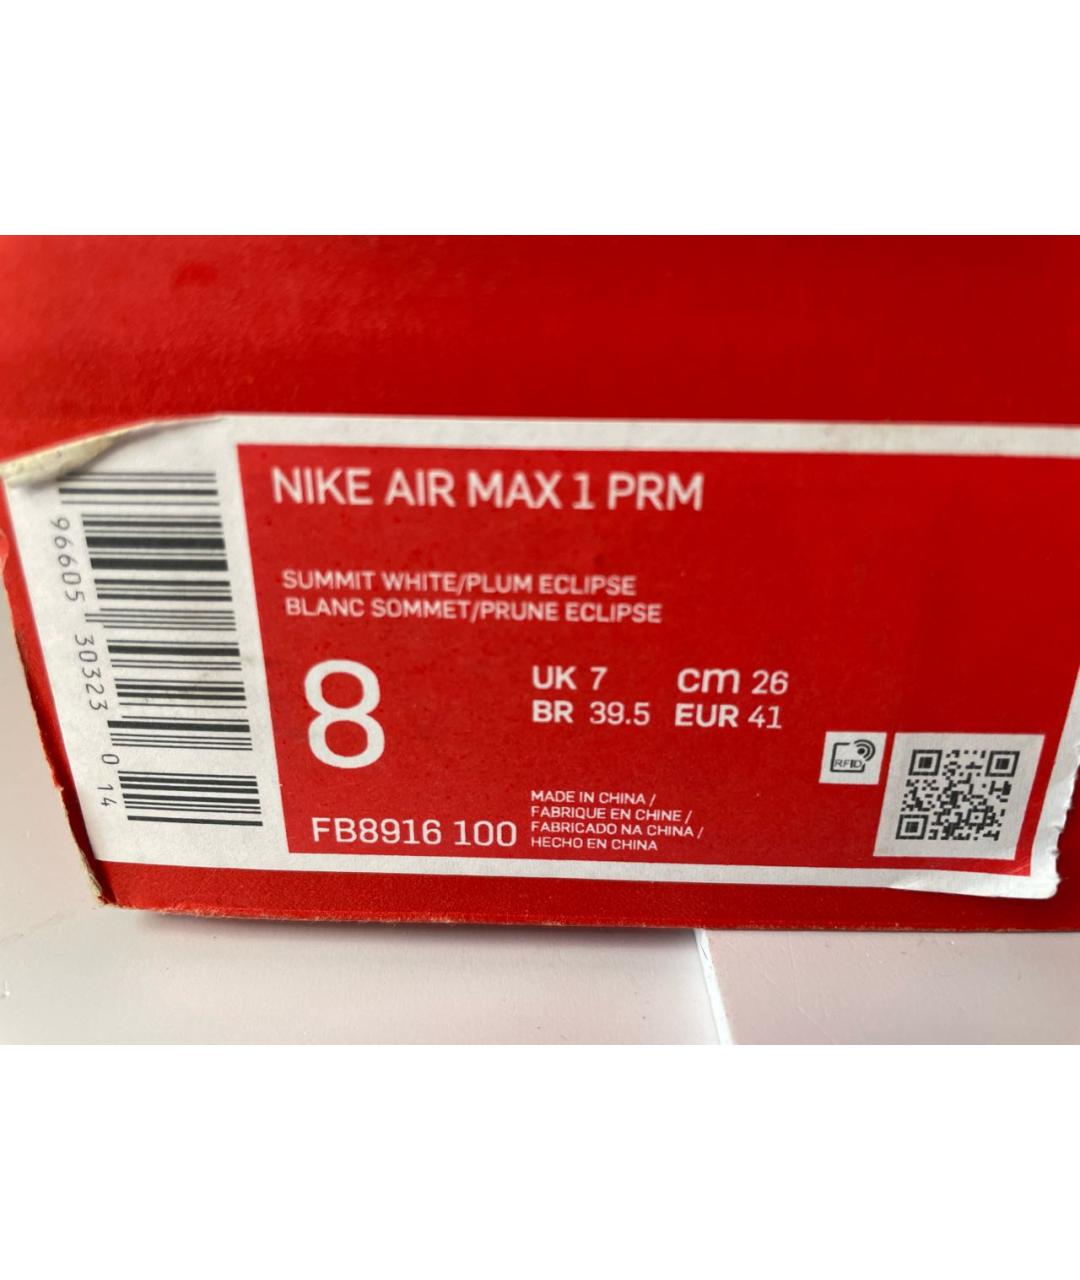 NIKE AIR MAX 1 PRM
SUMMIT WHITE/PLUM ECLIPSE
BLANC SOMMET/PRUNE ECLIPSE
8
UK 7 cm 26
BR 39.5 EUR 41
RFID
FB8916 100
MADE IN CHINA /
FABRIQUE EN CHINE /
FABRICADO NA CHINA /
HECHO EN CHINA
96605 30323 0 14